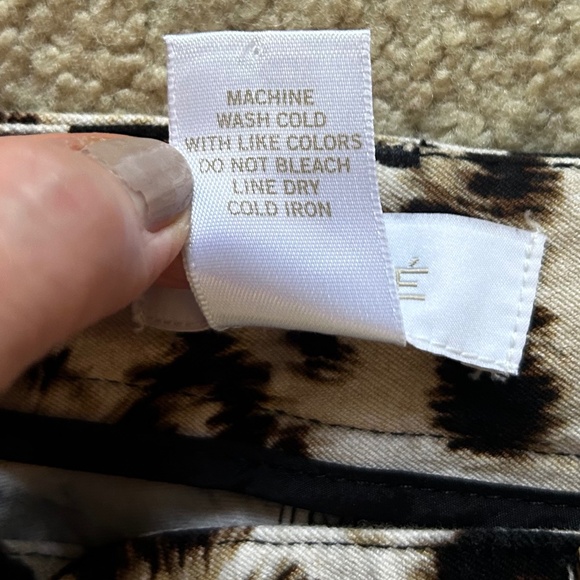 MACHINE
WASH COLD
WITH LIKE COLORS
DO NOT BLEACH
LINE DRY
COLD IRON
É